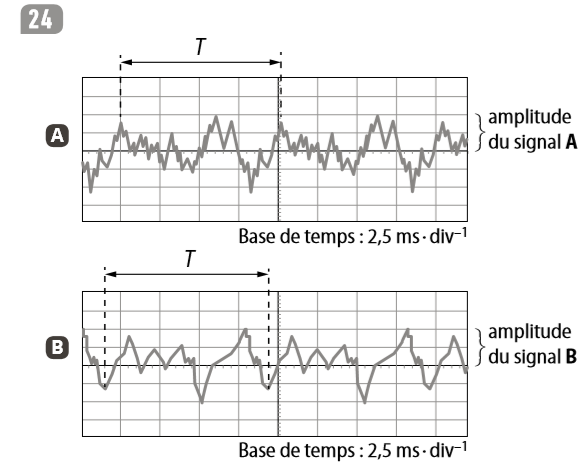 24
T
A
amplitude
du signal A
Base de temps : 2,5 ms · div⁻¹
T
B
amplitude
du signal B
Base de temps : 2,5 ms · div⁻¹